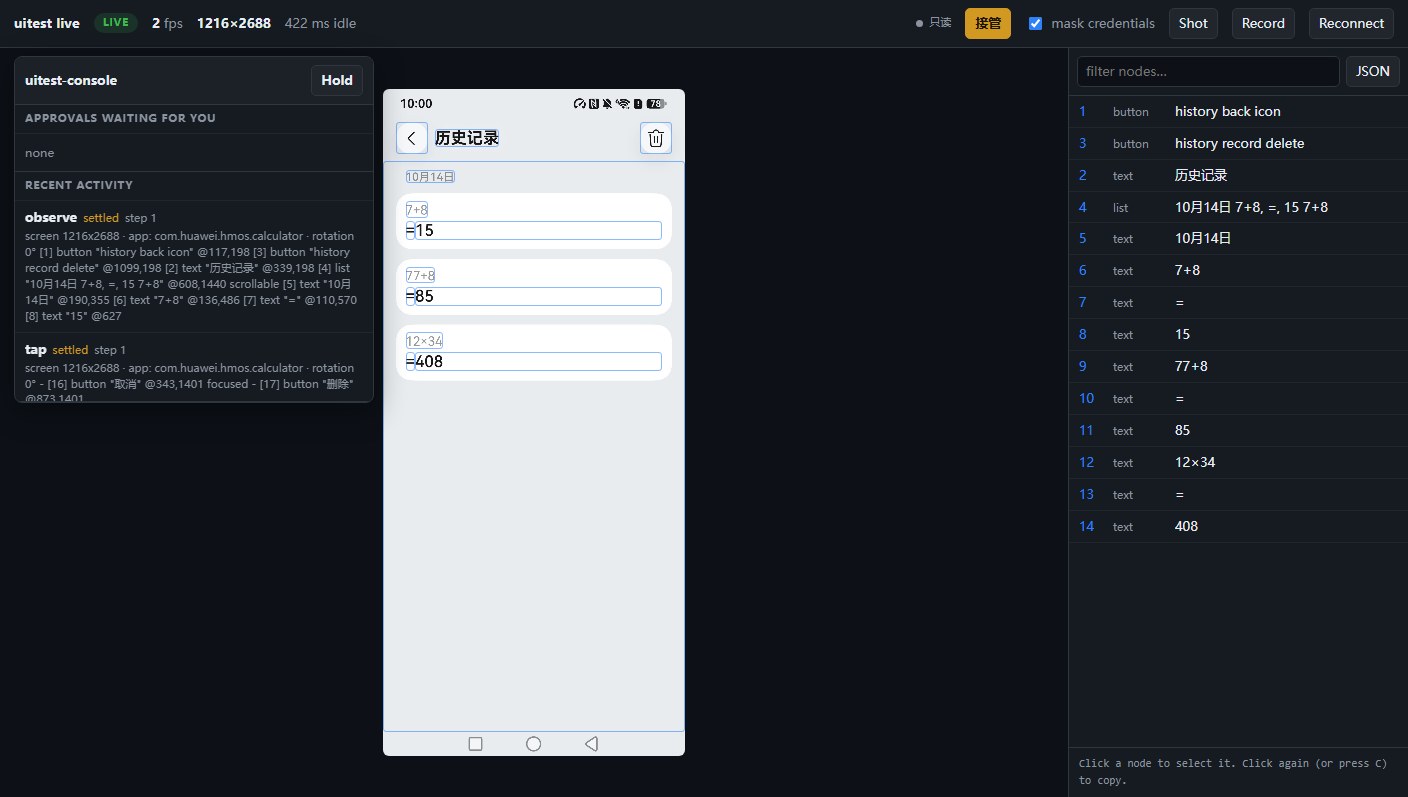 uitest live LIVE 2 fps 1216×2688 422 ms idle 只读 接管 mask credentials Shot Record Reconnect
uitest-console Hold
APPROVALS WAITING FOR YOU
none
RECENT ACTIVITY
observe settled step 1
screen 1216x2688 · app: com.huawei.hmos.calculator · rotation
0° [1] button "history back icon" @117,198 [3] button "history
record delete" @1099,198 [2] text "历史记录" @339,198 [4] list
"10月14日 7+8, =, 15 7+8" @608,1440 scrollable [5] text "10月
14日" @190,355 [6] text "7+8" @136,486 [7] text "=" @110,570
[8] text "15" @627
tap settled step 1
screen 1216x2688 · app: com.huawei.hmos.calculator · rotation
0° - [16] button "取消" @343,1401 focused - [17] button "删除"
@873,1401
10:00 78
历史记录
10月14日
7+8
=15
77+8
=85
12×34
=408
filter nodes... JSON
1 button history back icon
3 button history record delete
2 text 历史记录
4 list 10月14日 7+8, =, 15 7+8
5 text 10月14日
6 text 7+8
7 text =
8 text 15
9 text 77+8
10 text =
11 text 85
12 text 12×34
13 text =
14 text 408
Click a node to select it. Click again (or press C)
to copy.